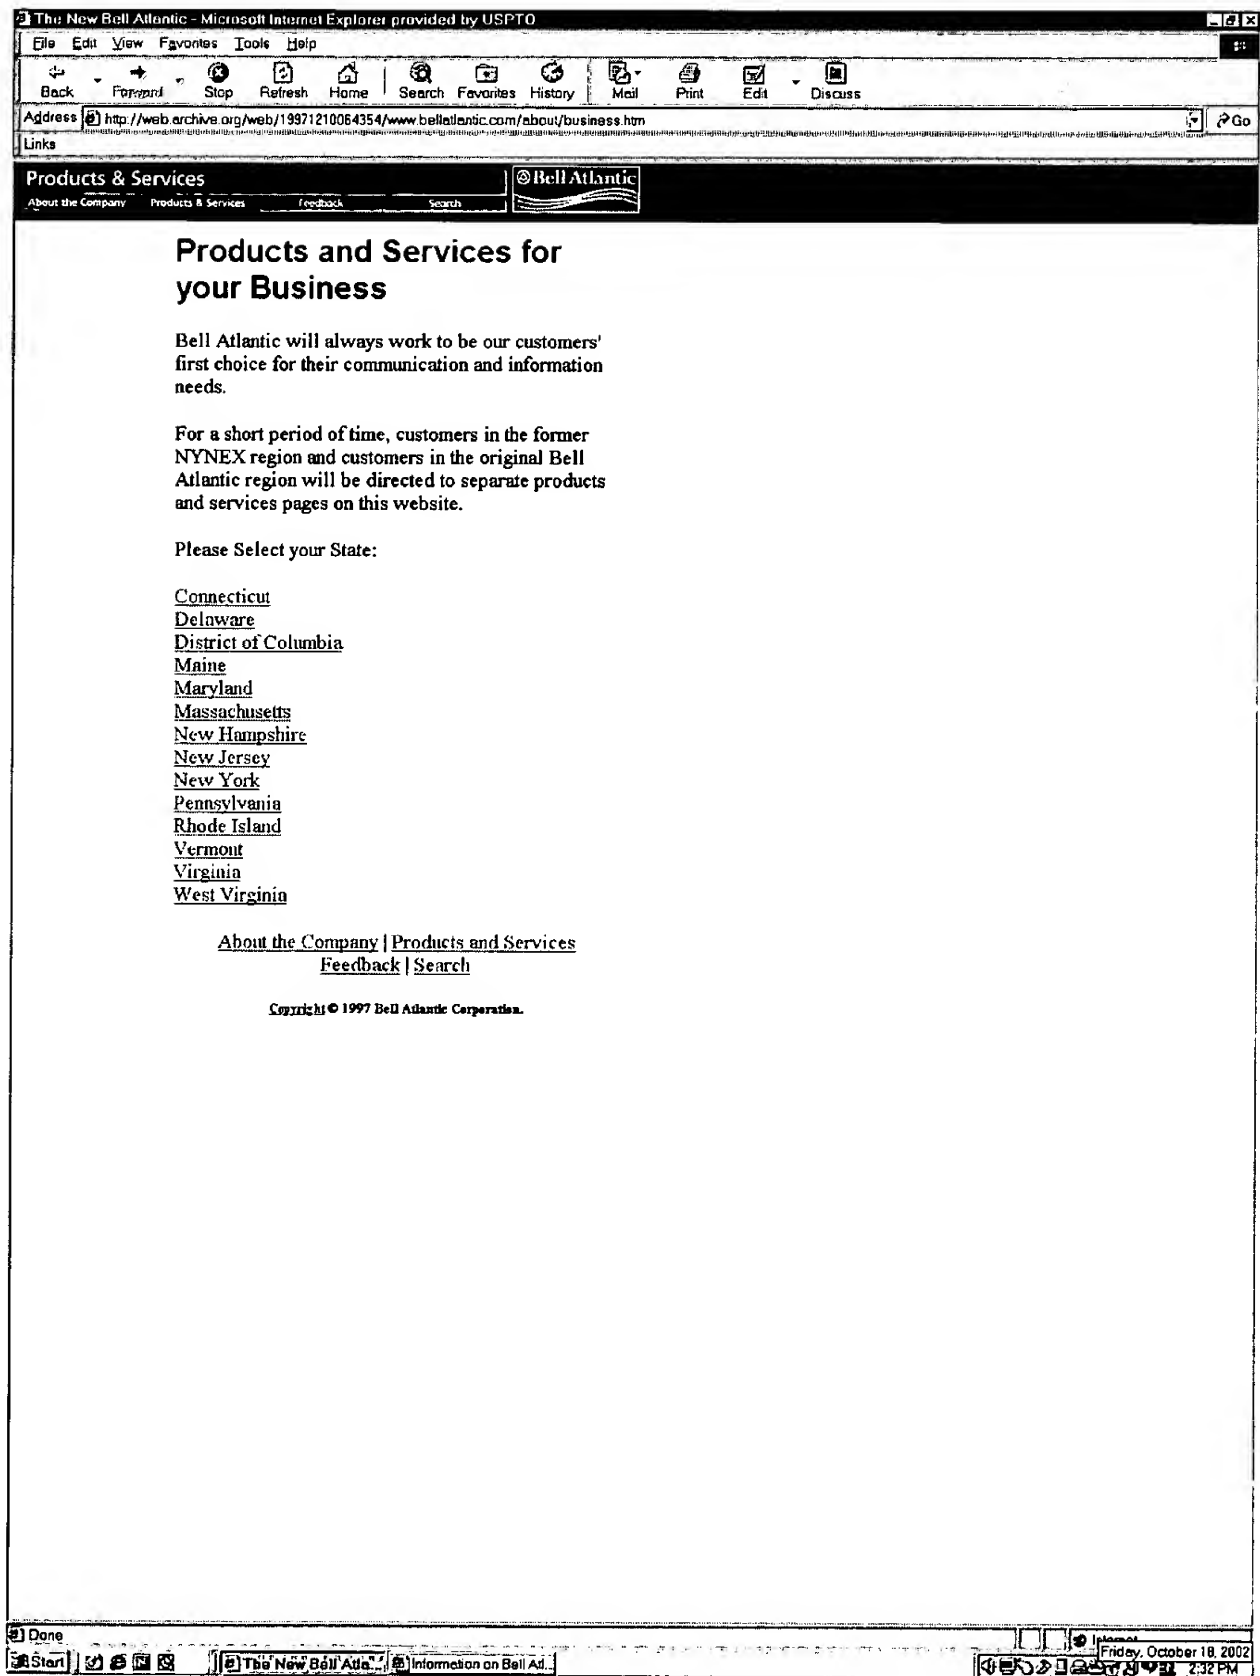 The New Bell Atlantic - Microsoft Internet Explorer provided by USPTO
File Edit View Favorites Tools Help
Back Forward Stop Refresh Home Search Favorites History Mail Print Edit Discuss
Address http://web.archive.org/web/19971210064354/www.bellatlantic.com/about/business.htm Go
Links
Products & Services
Bell Atlantic
About the Company Products & Services Feedback Search
Products and Services for
your Business
Bell Atlantic will always work to be our customers'
first choice for their communication and information
needs.
For a short period of time, customers in the former
NYNEX region and customers in the original Bell
Atlantic region will be directed to separate products
and services pages on this website.
Please Select your State:
Connecticut
Delaware
District of Columbia
Maine
Maryland
Massachusetts
New Hampshire
New Jersey
New York
Pennsylvania
Rhode Island
Vermont
Virginia
West Virginia
About the Company | Products and Services
Feedback | Search
Copyright © 1997 Bell Atlantic Corporation.
Done
Internet
Friday, October 18, 2002
Start The New Bell Atla... Information on Bell Atl... 2:32 PM